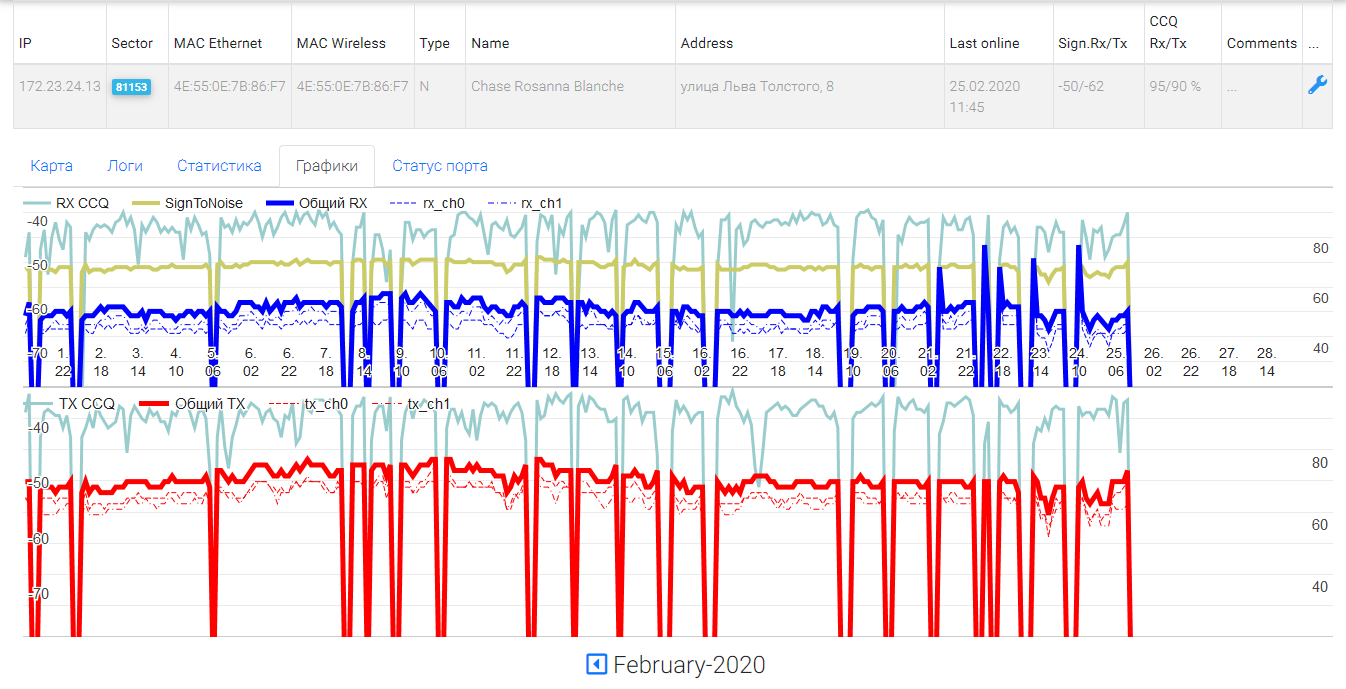 CCQ
IP Sector MAC Ethernet MAC Wireless Type Name Address Last online Sign.Rx/Tx Rx/Tx Comments ...
172.23.24.13 81153 4E:55:0E:7B:86:F7 4E:55:0E:7B:86:F7 N Chase Rosanna Blanche улица Льва Толстого, 8 25.02.2020 -50/-62 95/90 % ...
11:45
Карта Логи Статистика Графики Статус порта
RX CCQ SignToNoise Общий RX rx_ch0 rx_ch1
-40
80
-50
60
-60
40
-70 1. 2. 3. 4. 5. 6. 6. 7. 8. 9. 10. 11. 11. 12. 13. 14. 15. 16. 16. 17. 18. 19. 20. 21. 21. 22. 23. 24. 25. 26. 26. 27. 28.
22 18 14 10 06 02 22 18 14 10 06 02 22 18 14 10 06 02 22 18 14 10 06 02 22 18 14 10 06 02 22 18 14
TX CCQ Общий TX tx_ch0 tx_ch1
-40
80
-50
60
-60
40
-70
February-2020